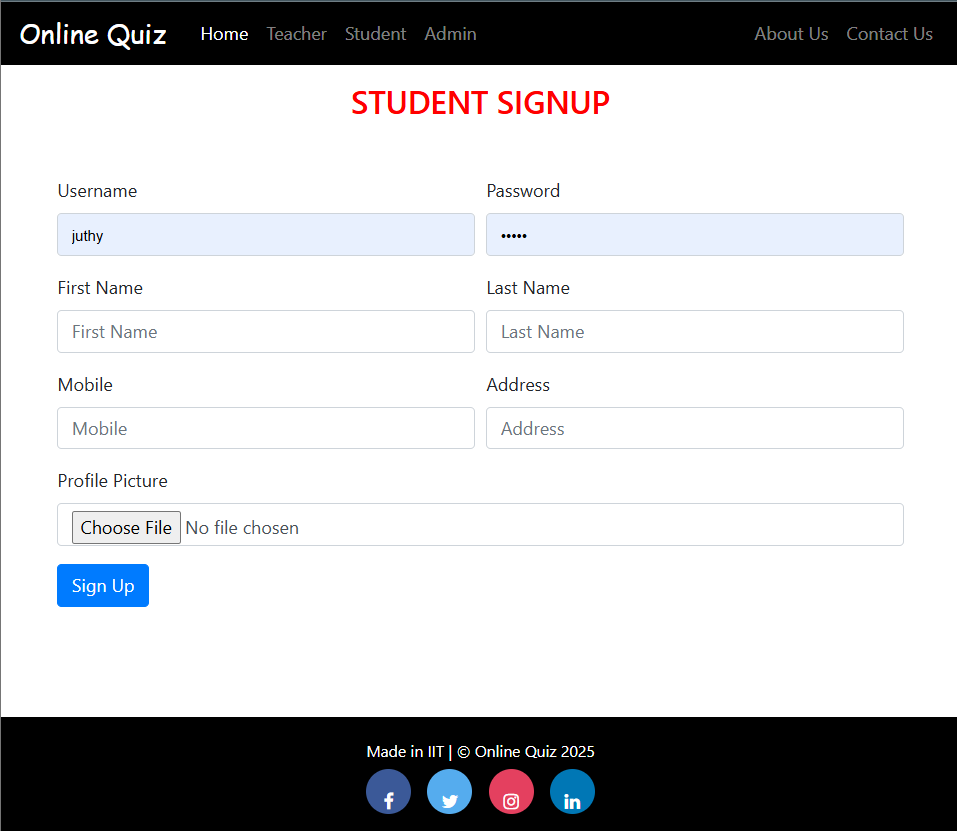 Online Quiz Home Teacher Student Admin About Us Contact Us
STUDENT SIGNUP
Username Password
juthy •••••
First Name Last Name
First Name Last Name
Mobile Address
Mobile Address
Profile Picture
Choose File No file chosen
Sign Up
Made in IIT | © Online Quiz 2025